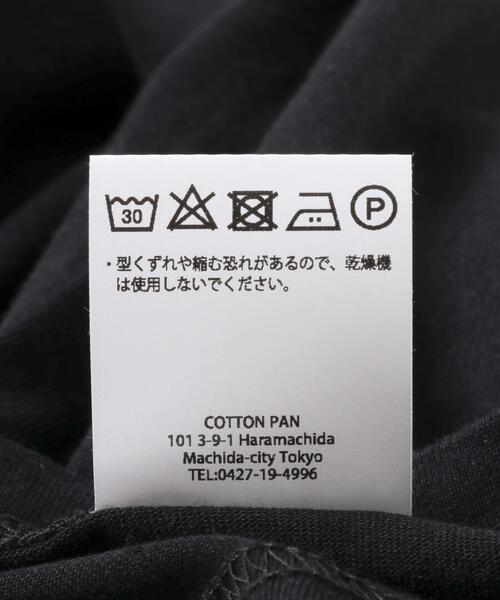 30 P
・型くずれや縮む恐れがあるので、乾燥機
は使用しないでください。
COTTON PAN
101 3-9-1 Haramachida
Machida-city Tokyo
TEL:0427-19-4996